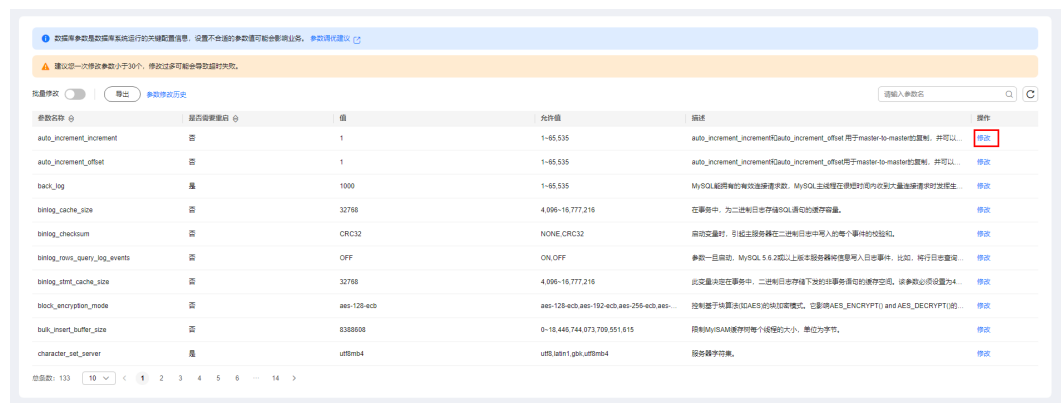 数据库参数是数据库系统运行的关键配置信息，设置不合适的参数值可能会影响业务。 参数调优建议
建议您一次修改参数小于30个，修改过多可能会导致超时失败。
批量修改 导出 参数修改历史 请输入参数名
参数名称 是否需要重启 值 允许值 描述 操作
auto_increment_increment 否 1 1~65,535 auto_increment_increment和auto_increment_offset 用于master-to-master的复制，并可以... 修改
auto_increment_offset 否 1 1~65,535 auto_increment_increment和auto_increment_offset用于master-to-master的复制，并可以... 修改
back_log 是 1000 1~65,535 MySQL能拥有的有效连接请求数，MySQL主线程在很短时间内收到大量连接请求时发挥生... 修改
binlog_cache_size 否 32768 4,096~16,777,216 在事务中，为二进制日志存储SQL语句的缓存容量。 修改
binlog_checksum 否 CRC32 NONE,CRC32 启动变量时，引起主服务器在二进制日志中写入的每个事件的校验和。 修改
binlog_rows_query_log_events 否 OFF ON,OFF 参数一旦启动，MySQL 5.6.2或以上版本服务器将信息写入日志事件，比如，将行日志查询... 修改
binlog_stmt_cache_size 否 32768 4,096~16,777,216 此变量决定在事务中，二进制日志存储下发的非事务语句的缓存空间。该参数必须设置为4... 修改
block_encryption_mode 否 aes-128-ecb aes-128-ecb,aes-192-ecb,aes-256-ecb,aes-... 控制基于块算法(如AES)的块加密模式。它影响AES_ENCRYPT() and AES_DECRYPT()的... 修改
bulk_insert_buffer_size 否 8388608 0~18,446,744,073,709,551,615 限制MyISAM缓存树每个线程的大小，单位为字节。 修改
character_set_server 是 utf8mb4 utf8,latin1,gbk,utf8mb4 服务器字符集。 修改
总条数：133 10 < 1 2 3 4 5 6 ... 14 >